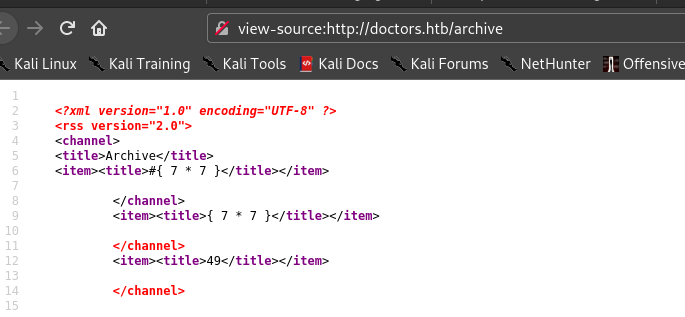 view-source:http://doctors.htb/archive
Kali Linux Kali Training Kali Tools Kali Docs Kali Forums NetHunter Offensive
1
2 <?xml version="1.0" encoding="UTF-8" ?>
3 <rss version="2.0">
4 <channel>
5 <title>Archive</title>
6 <item><title>#{ 7 * 7 }</title></item>
7
8 </channel>
9 <item><title>{ 7 * 7 }</title></item>
10
11 </channel>
12 <item><title>49</title></item>
13
14 </channel>
15